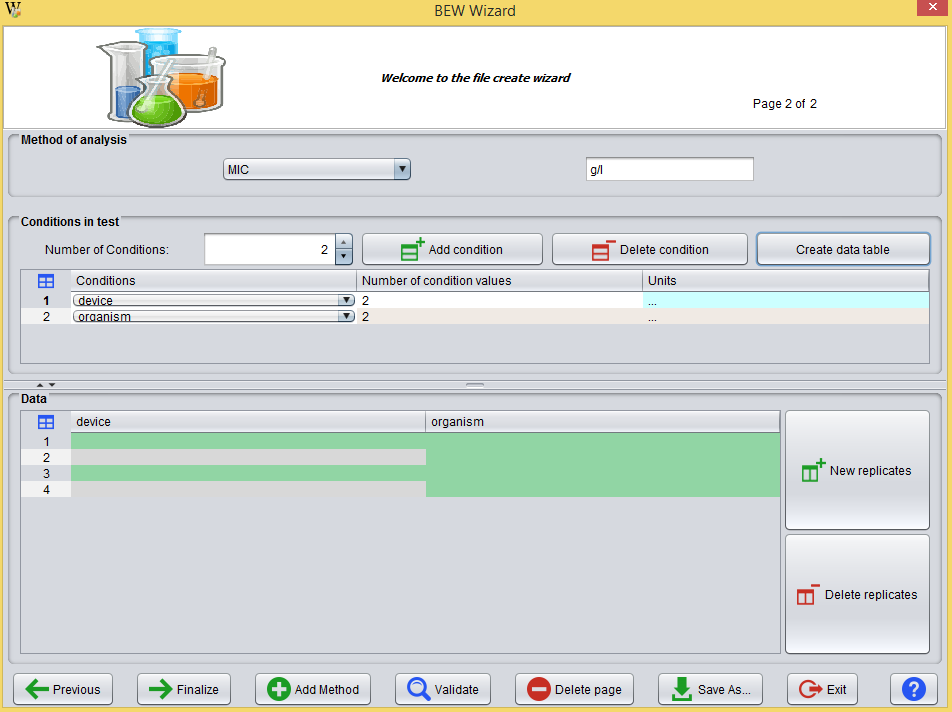 BEW Wizard
Welcome to the file create wizard
Page 2 of 2
Method of analysis
MIC g/l
Conditions in test
Number of Conditions: 2 Add condition Delete condition Create data table
Conditions Number of condition values Units
1 device 2 ...
2 organism 2 ...
Data
device organism
1
2
3
4
New replicates
Delete replicates
Previous Finalize Add Method Validate Delete page Save As... Exit ?